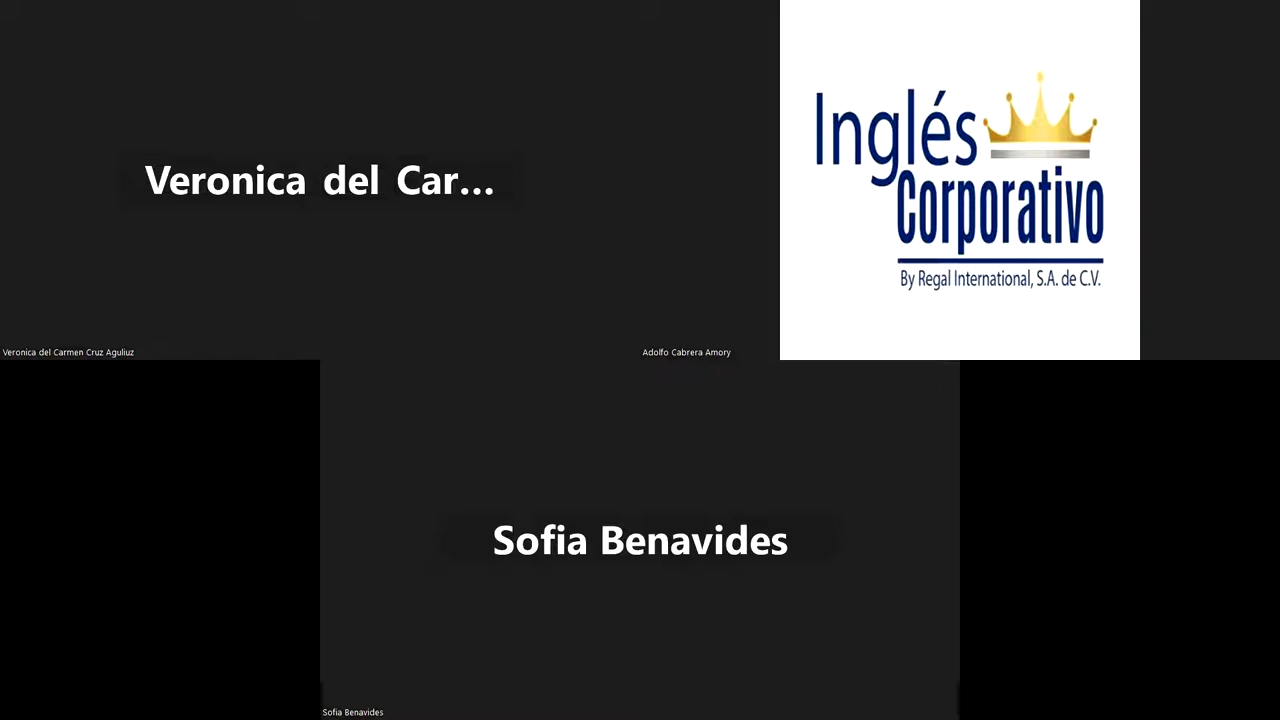 Veronica del Car...
Veronica del Carmen Cruz Aguliuz
Inglés
Corporativo
By Regal International, S.A. de C.V.
Adolfo Cabrera Amory
Sofia Benavides
Sofia Benavides